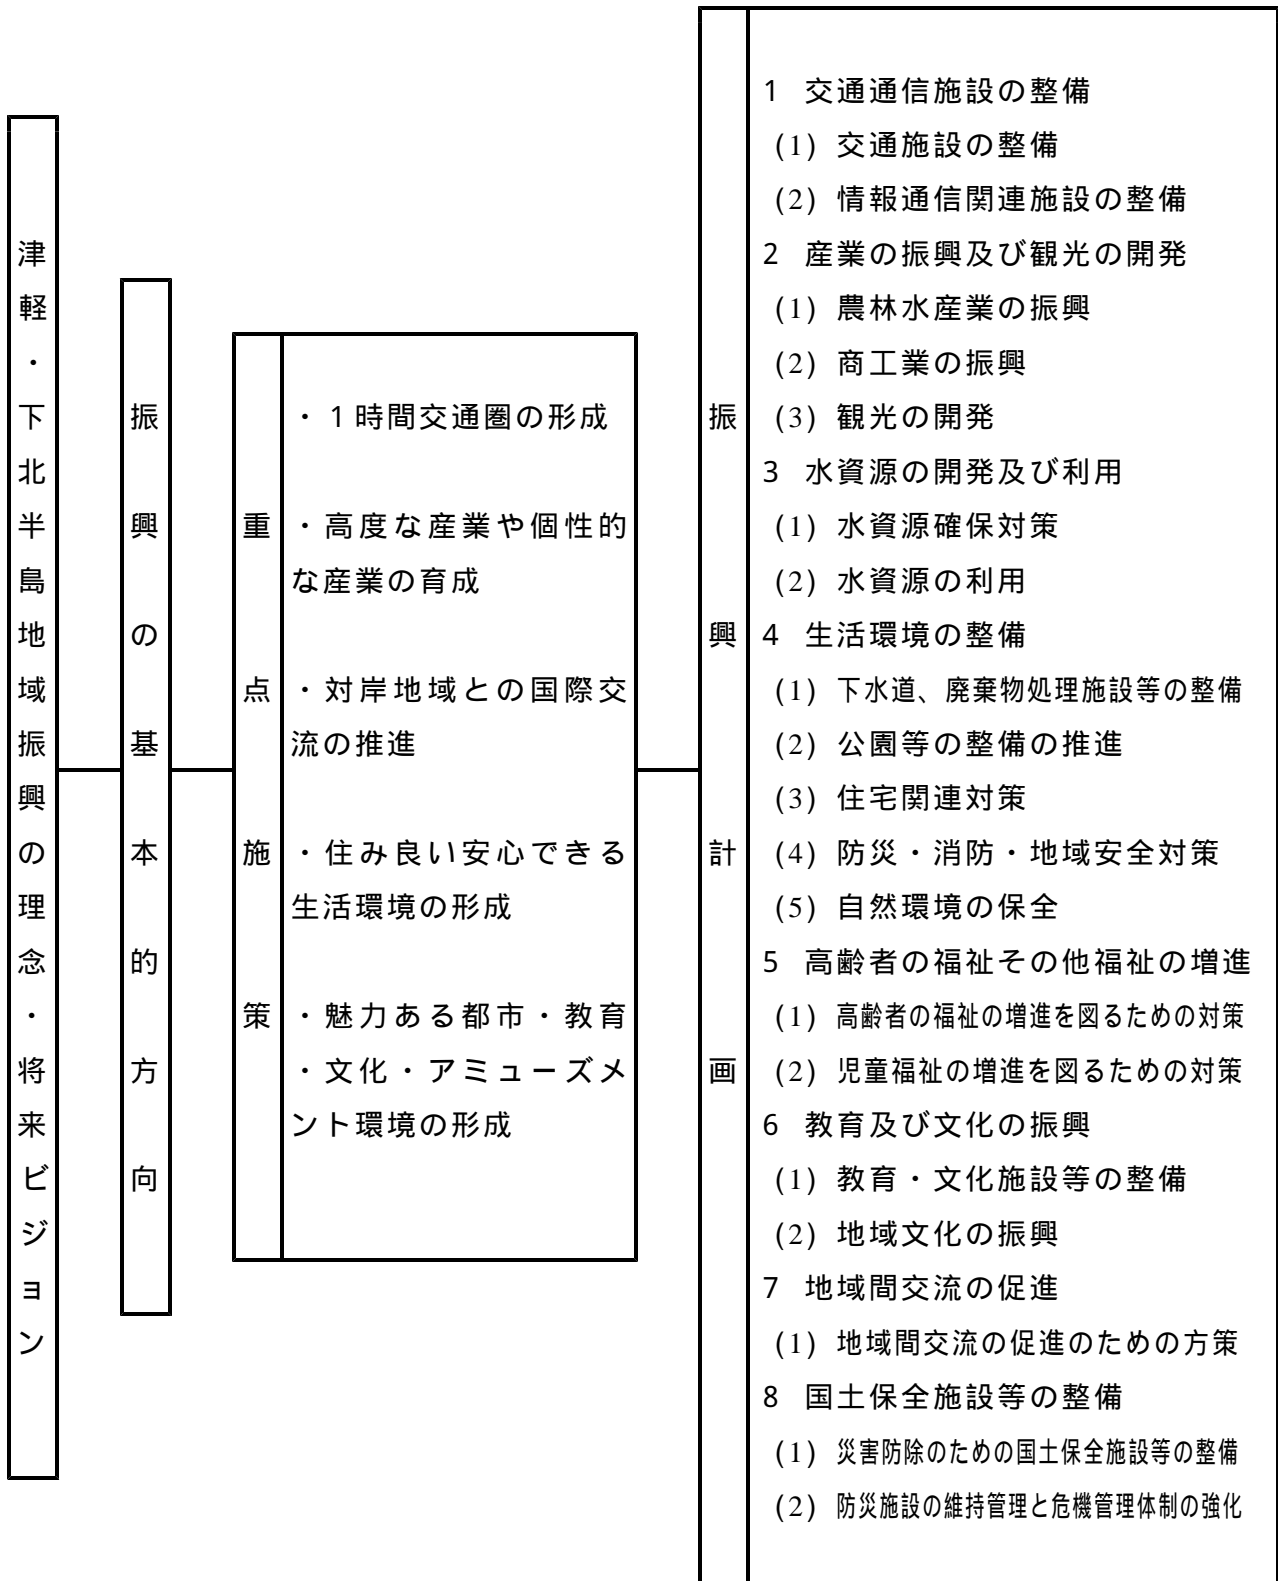 津軽・下北半島地域振興の理念・将来ビジョン
振興の基本的方向
重点施策
・1時間交通圏の形成
・高度な産業や個性的
な産業の育成
・対岸地域との国際交
流の推進
・住み良い安心できる
生活環境の形成
・魅力ある都市・教育
・文化・アミューズメ
ント環境の形成
振興計画
1 交通通信施設の整備
(1) 交通施設の整備
(2) 情報通信関連施設の整備
2 産業の振興及び観光の開発
(1) 農林水産業の振興
(2) 商工業の振興
(3) 観光の開発
3 水資源の開発及び利用
(1) 水資源確保対策
(2) 水資源の利用
4 生活環境の整備
(1) 下水道、廃棄物処理施設等の整備
(2) 公園等の整備の推進
(3) 住宅関連対策
(4) 防災・消防・地域安全対策
(5) 自然環境の保全
5 高齢者の福祉その他福祉の増進
(1) 高齢者の福祉の増進を図るための対策
(2) 児童福祉の増進を図るための対策
6 教育及び文化の振興
(1) 教育・文化施設等の整備
(2) 地域文化の振興
7 地域間交流の促進
(1) 地域間交流の促進のための方策
8 国土保全施設等の整備
(1) 災害防除のための国土保全施設等の整備
(2) 防災施設の維持管理と危機管理体制の強化